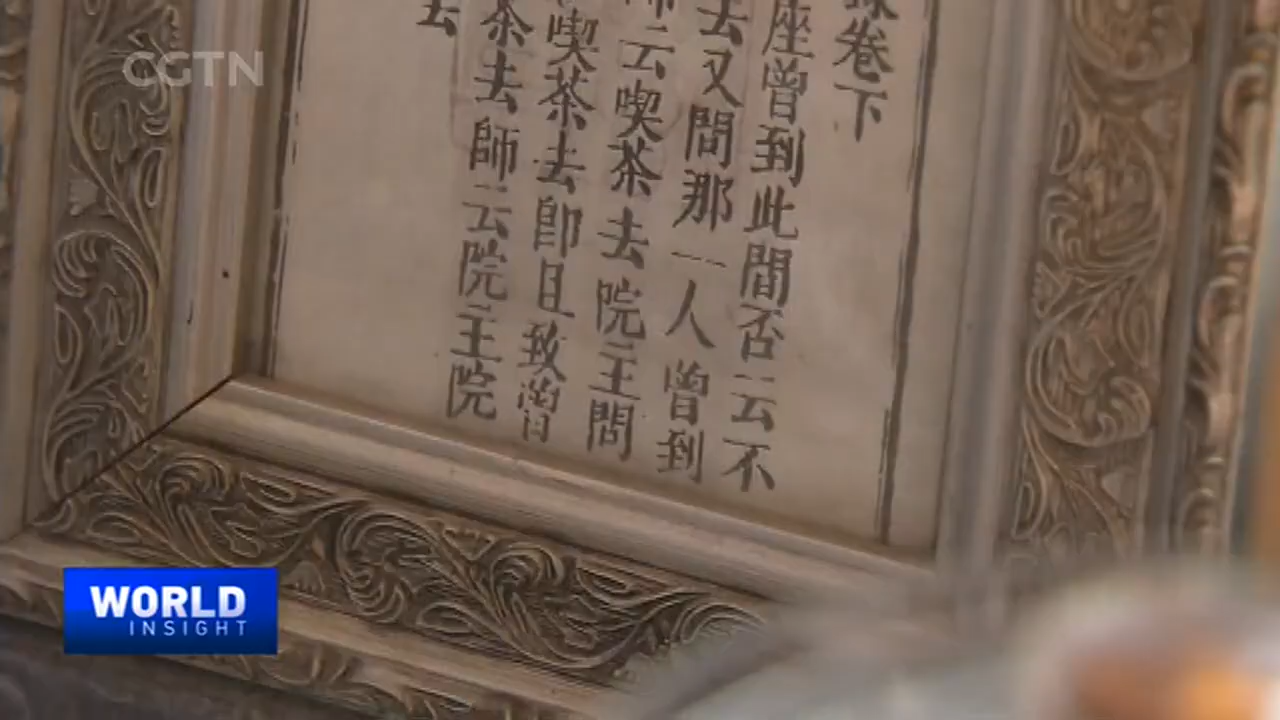 CGTN
卷下
座曾到此間否云不
去又問那一人曾到
師云喫茶去院主問
喫茶去即且致曾
茶去師云院主院
去
WORLD
INSIGHT